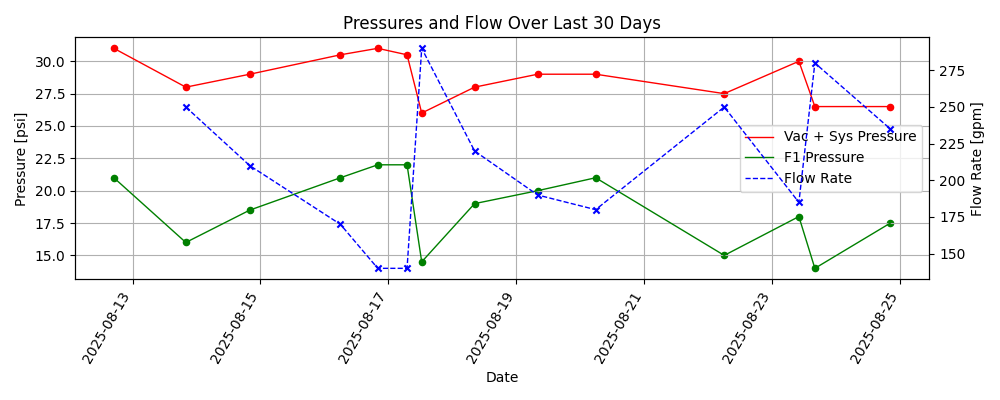 Pressures and Flow Over Last 30 Days
30.0
27.5
25.0
22.5
20.0
17.5
15.0
Pressure [psi]
275
250
225
200
175
150
Flow Rate [gpm]
Vac + Sys Pressure
F1 Pressure
Flow Rate
2025-08-13
2025-08-15
2025-08-17
2025-08-19
2025-08-21
2025-08-23
2025-08-25
Date